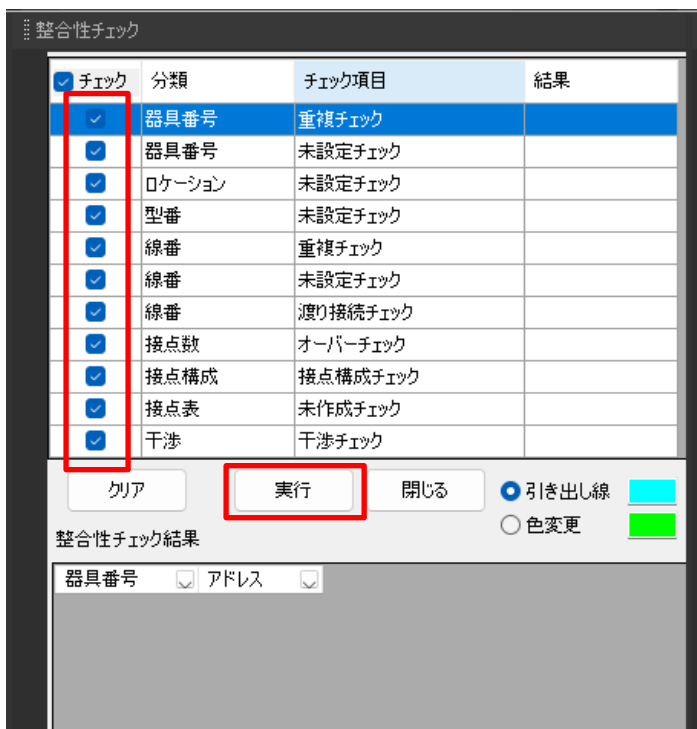 整合性チェック
チェック 分類 チェック項目 結果
器具番号 重複チェック
器具番号 未設定チェック
ロケーション 未設定チェック
型番 未設定チェック
線番 重複チェック
線番 未設定チェック
線番 渡り接続チェック
接点数 オーバーチェック
接点構成 接点構成チェック
接点表 未作成チェック
干渉 干渉チェック
クリア 実行 閉じる 引き出し線
色変更
整合性チェック結果
器具番号 アドレス